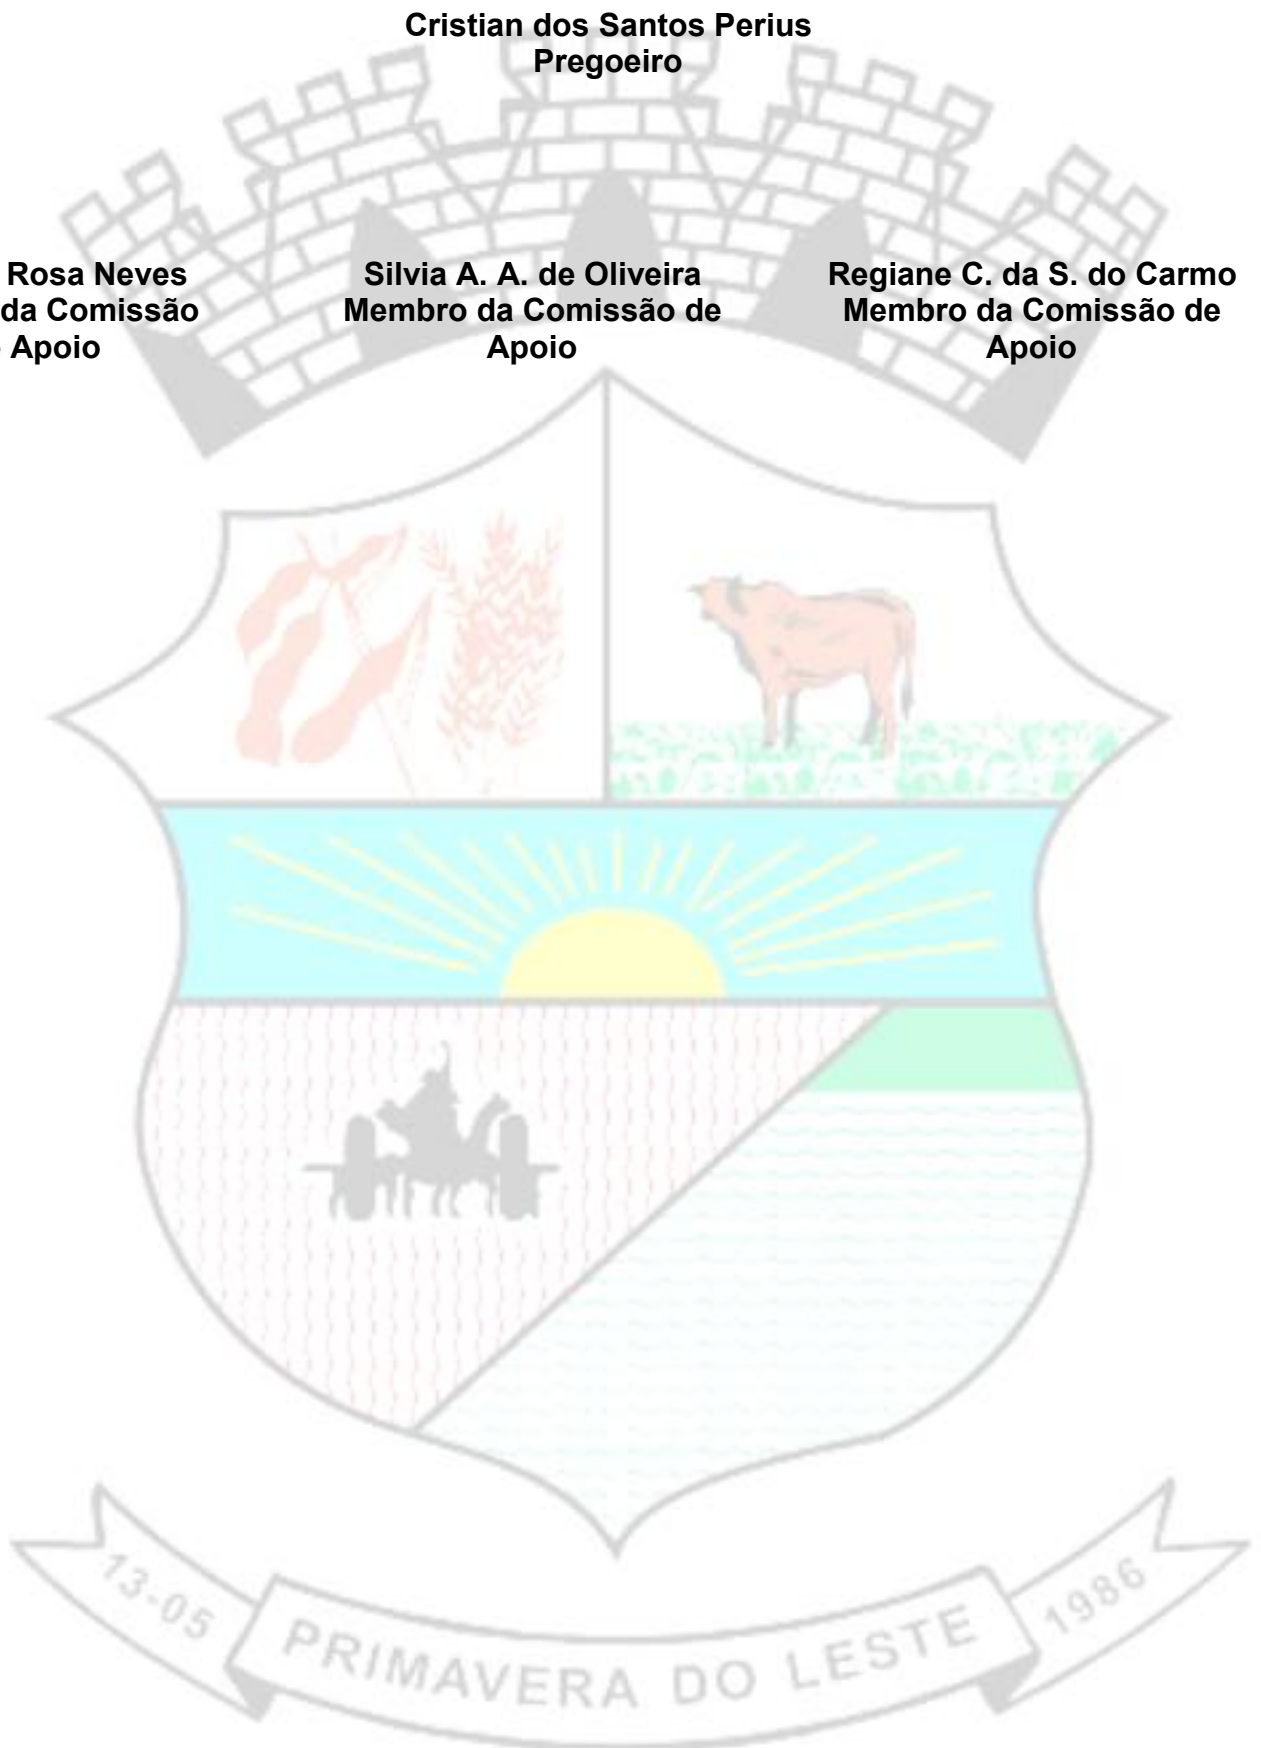 Cristian dos Santos Perius
Pregoeiro
Rosa Neves
da Comissão
Apoio
Silvia A. A. de Oliveira
Membro da Comissão de
Apoio
Regiane C. da S. do Carmo
Membro da Comissão de
Apoio
13-05
PRIMAVERA DO LESTE
1986